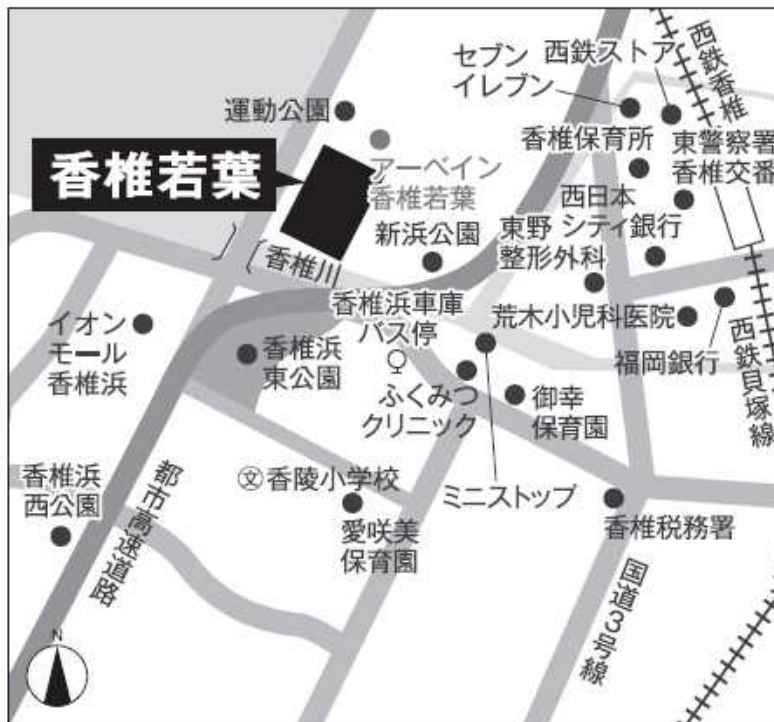 セブン
イレブン
西鉄ストア
西鉄香椎
運動公園
香椎保育所
東警察署
香椎交番
香椎若葉
アーベイン
香椎若葉
西日本
シティ銀行
新浜公園
東野
整形外科
香椎川
香椎浜車庫
バス停
荒木小児科医院
イオン
モール
香椎浜
香椎浜
東公園
福岡銀行
西鉄貝塚線
ふくみつ
クリニック
御幸
保育園
香椎浜
西公園
都市高速道路
文香陵小学校
ミニストップ
愛咲美
保育園
香椎税務署
国道3号線
N